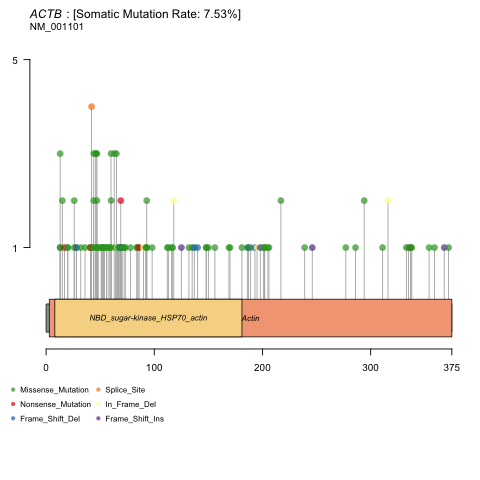 ACTB : [Somatic Mutation Rate: 7.53%]
NM_001101
5
1
NBD_sugar-kinase_HSP70_actin
Actin
0 100 200 300 375
Missense_Mutation Splice_Site
Nonsense_Mutation In_Frame_Del
Frame_Shift_Del Frame_Shift_Ins